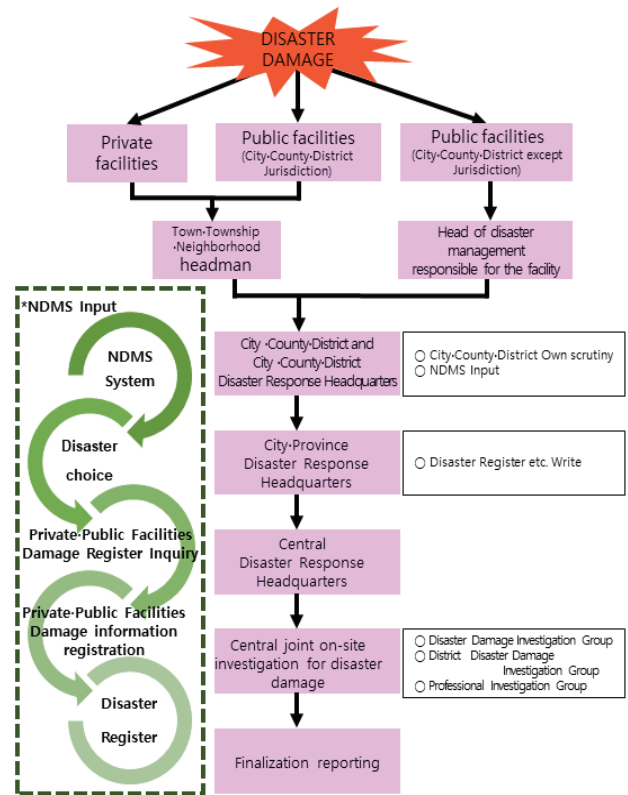 DISASTER
DAMAGE
Private
facilities
Public facilities
(City·County·District
Jurisdiction)
Public facilities
(City·County·District except
Jurisdiction)
Town·Township
·Neighborhood
headman
Head of disaster
management
responsible for the facility
*NDMS Input
NDMS
System
Disaster
choice
Private·Public Facilities
Damage Register Inquiry
Private·Public Facilities
Damage information
registration
Disaster
Register
City ·County·District and
City ·County·District
Disaster Response Headquarters
○ City·County·District Own scrutiny
○ NDMS Input
City·Province
Disaster Response
Headquarters
○ Disaster Register etc. Write
Central
Disaster Response
Headquarters
Central joint on-site
investigation for disaster
damage
○ Disaster Damage Investigation Group
○ District Disaster Damage
Investigation Group
○ Professional Investigation Group
Finalization reporting